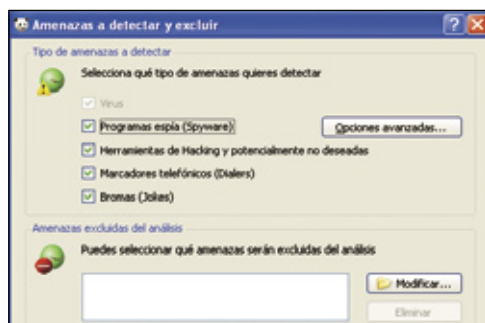 Amenazas a detectar y excluir
Tipo de amenazas a detectar
Selecciona qué tipo de amenazas quieres detectar
Virus
Programas espía (Spyware)
Opciones avanzadas...
Herramientas de Hacking y potencialmente no deseadas
Marcadores telefónicos (Dialers)
Bromas (Jokes)
Amenazas excluidas del análisis
Puedes seleccionar qué amenazas serán excluidas del análisis
Modificar...
Eliminar